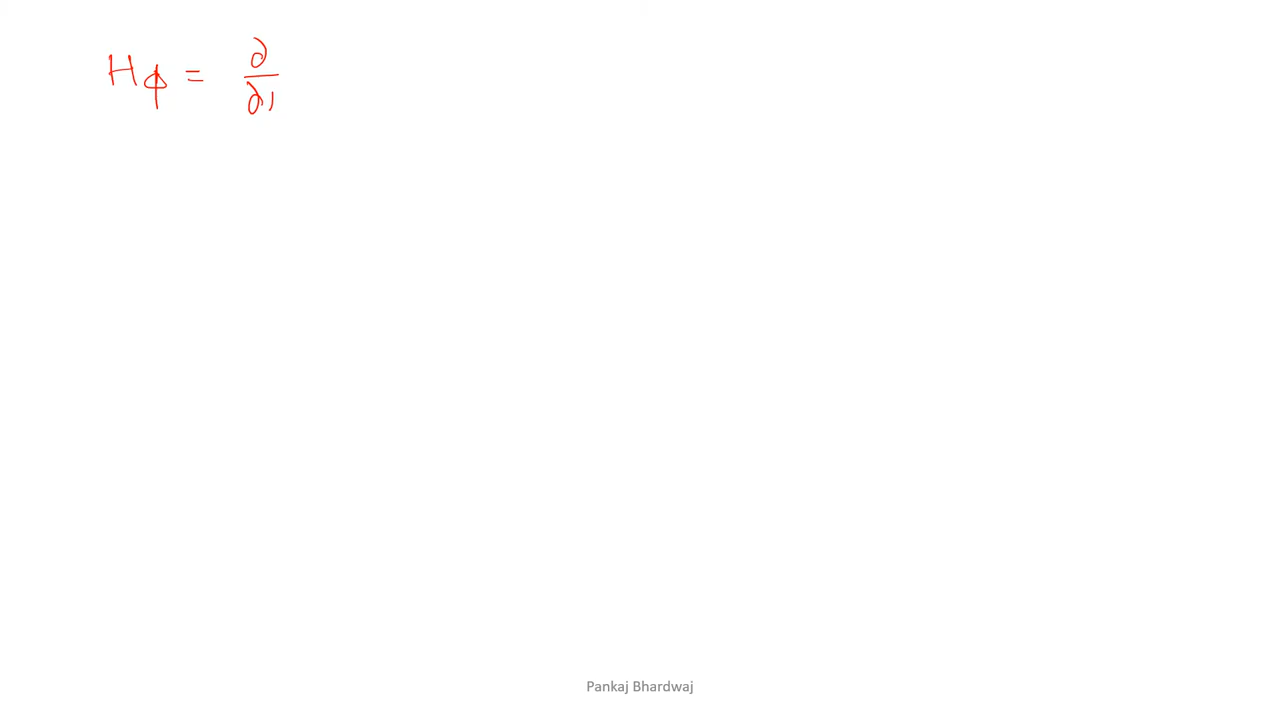 Hϕ = ∂/∂
Pankaj Bhardwaj